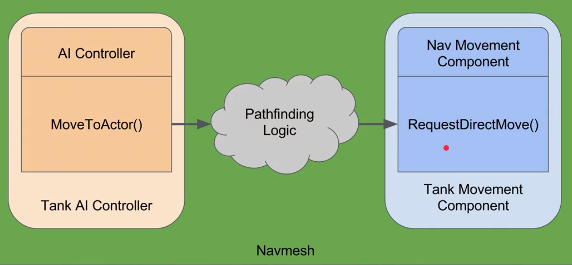 AI Controller
MoveToActor()
Tank AI Controller
Pathfinding
Logic
Nav Movement
Component
RequestDirectMove()
Tank Movement
Component
Navmesh